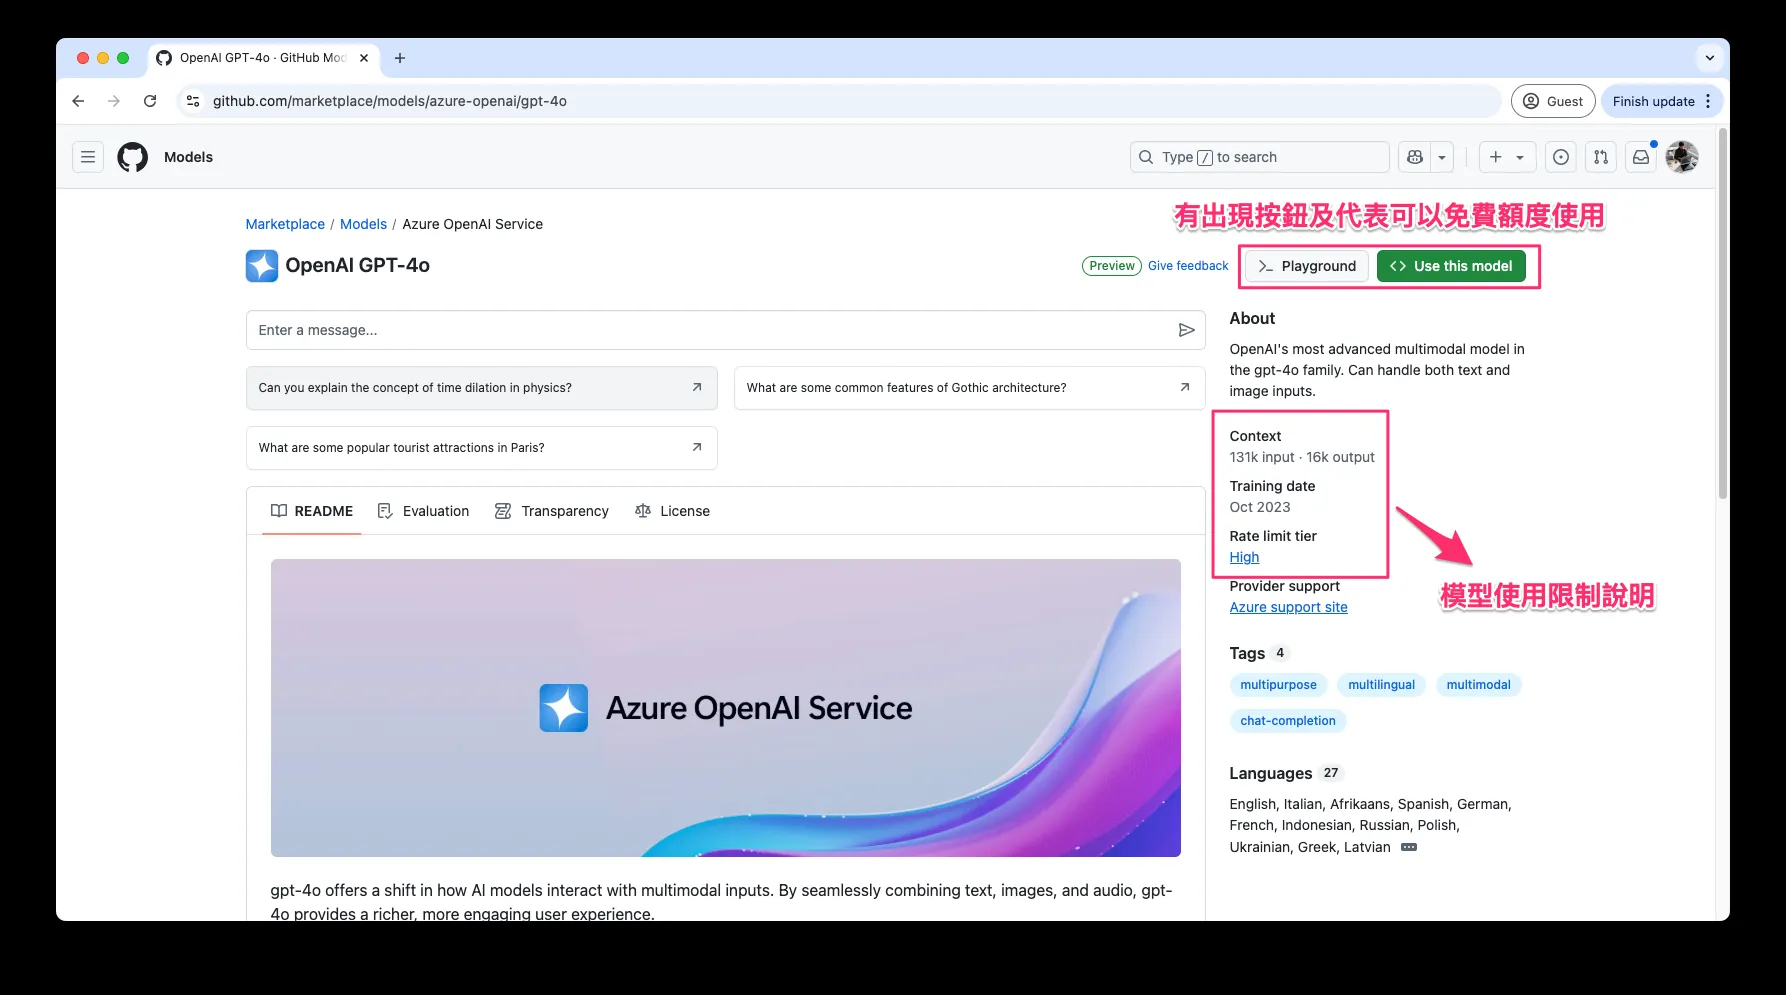 OpenAI GPT-4o · GitHub Mod
github.com/marketplace/models/azure-openai/gpt-4o
Guest
Finish update
Models
Type / to search
有出現按鈕及代表可以免費額度使用
Marketplace / Models / Azure OpenAI Service
OpenAI GPT-4o
Preview
Give feedback
Playground
Use this model
Enter a message...
Can you explain the concept of time dilation in physics?
What are some common features of Gothic architecture?
What are some popular tourist attractions in Paris?
README
Evaluation
Transparency
License
Azure OpenAI Service
gpt-4o offers a shift in how AI models interact with multimodal inputs. By seamlessly combining text, images, and audio, gpt-
4o provides a richer, more engaging user experience.
About
OpenAI's most advanced multimodal model in
the gpt-4o family. Can handle both text and
image inputs.
Context
131k input · 16k output
Training date
Oct 2023
Rate limit tier
High
模型使用限制說明
Provider support
Azure support site
Tags 4
multipurpose
multilingual
multimodal
chat-completion
Languages 27
English, Italian, Afrikaans, Spanish, German,
French, Indonesian, Russian, Polish,
Ukrainian, Greek, Latvian